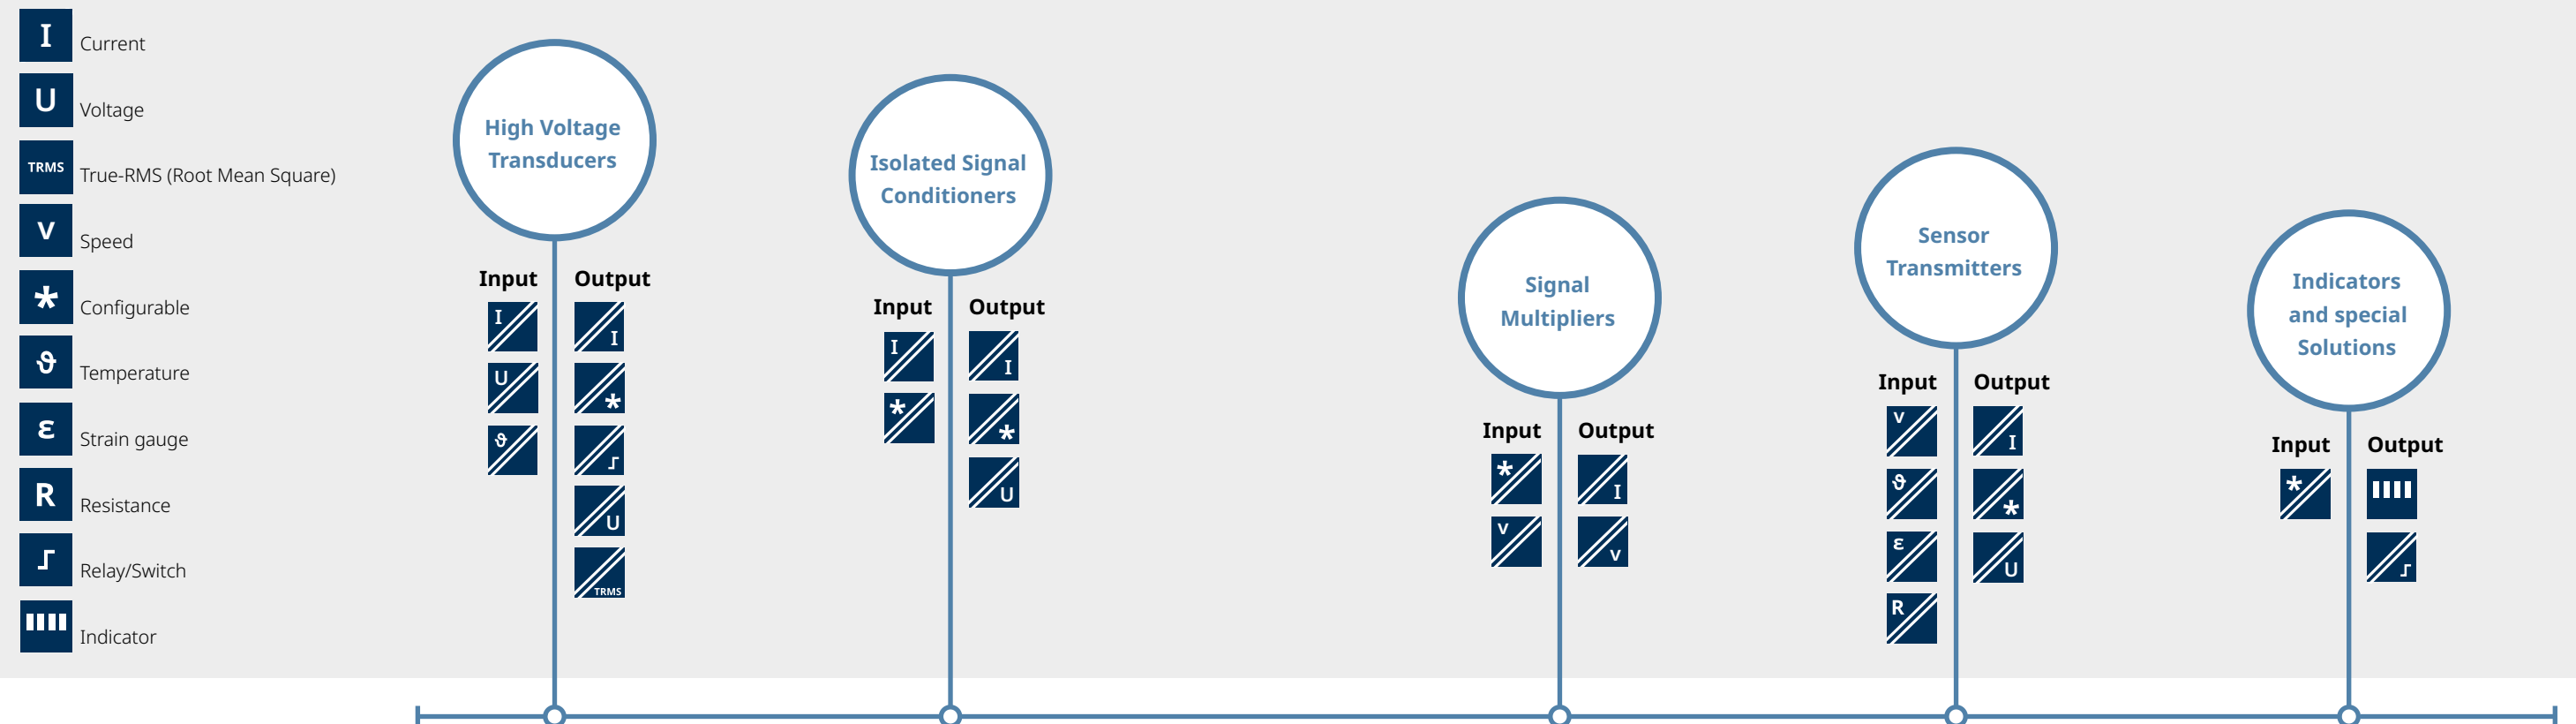 I Current
U Voltage
TRMS True-RMS (Root Mean Square)
v Speed
* Configurable
ϑ Temperature
ε Strain gauge
R Resistance
Relay/Switch
Indicator
High Voltage
Transducers
Input Output
I I
U *
ϑ
U
TRMS
Isolated Signal
Conditioners
Input Output
I I
* *
U
Signal
Multipliers
Input Output
* I
v v
Sensor
Transmitters
Input Output
v I
ϑ *
ε U
R
Indicators
and special
Solutions
Input Output
*